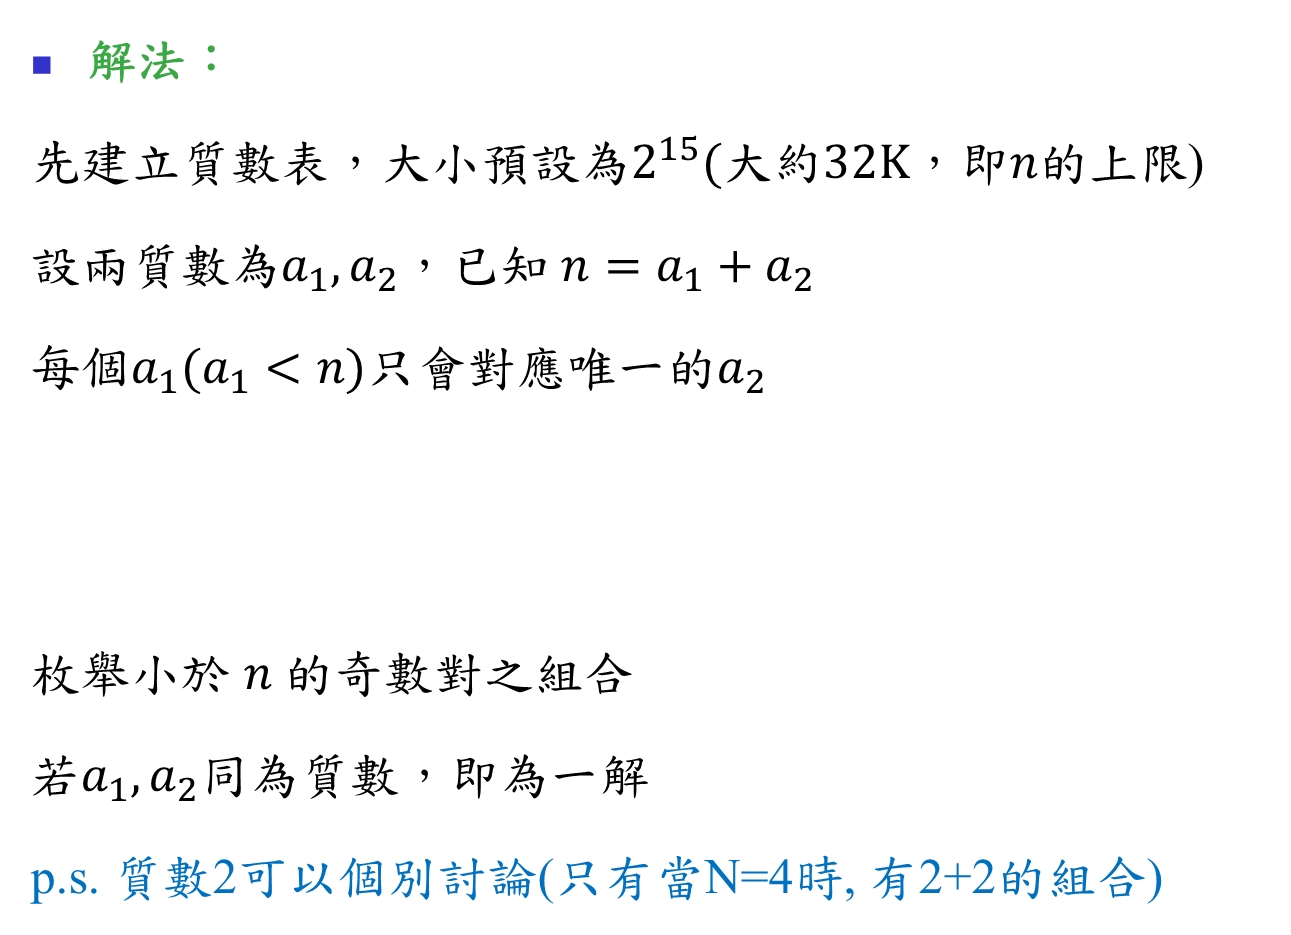 ▪ 解法：
先建立質數表，大小預設為2¹⁵(大約32K，即n的上限)
設兩質數為a₁,a₂，已知 n = a₁ + a₂
每個a₁(a₁ < n)只會對應唯一的a₂
枚舉小於 n 的奇數對之組合
若a₁,a₂同為質數，即為一解
p.s. 質數2可以個別討論(只有當N=4時, 有2+2的組合)